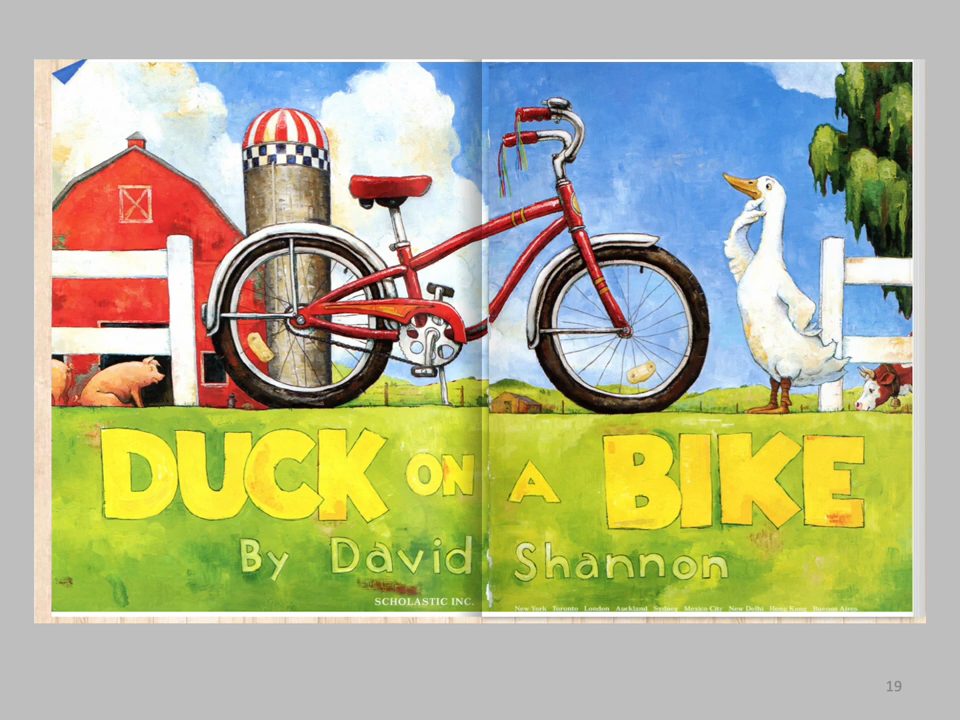 DUCK ON A BIKE
By David Shannon
SCHOLASTIC INC.
New York Toronto London Auckland Sydney Mexico City New Delhi Hong Kong Buenos Aires
19